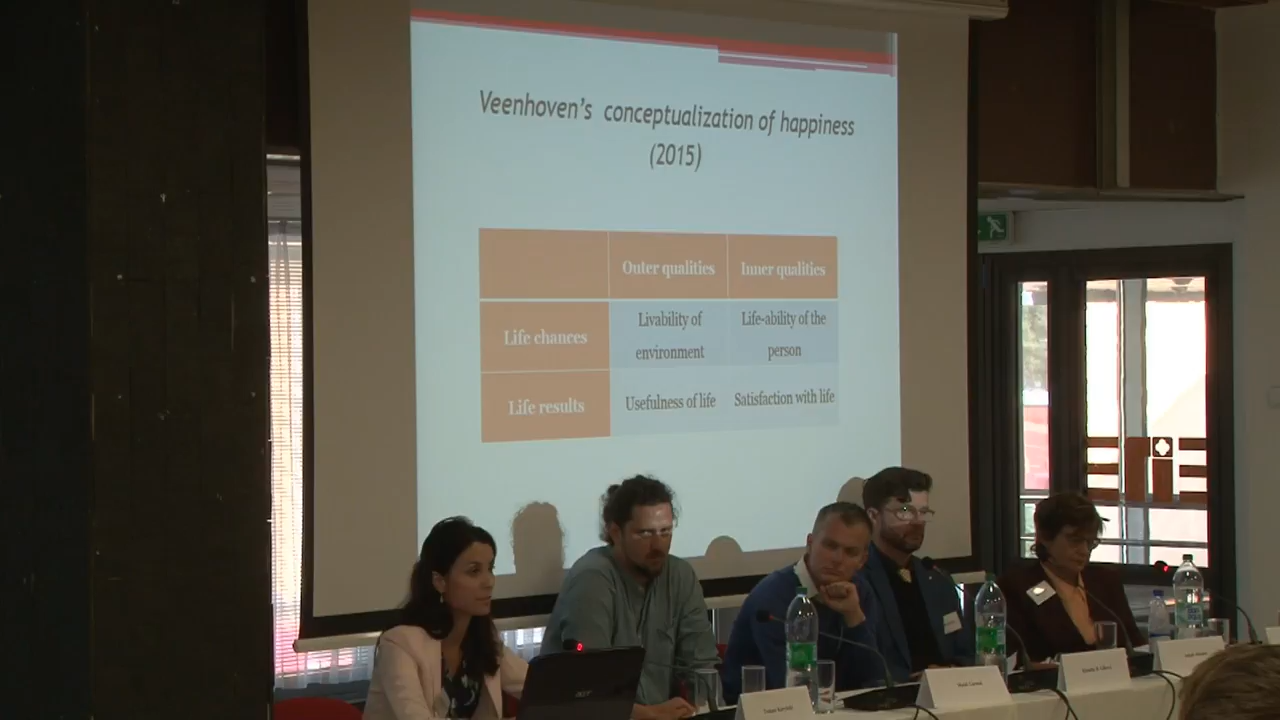 Veenhoven's conceptualization of happiness
(2015)
Outer qualities
Inner qualities
Life chances
Livability of
environment
Life-ability of the
person
Life results
Usefulness of life
Satisfaction with life
acer